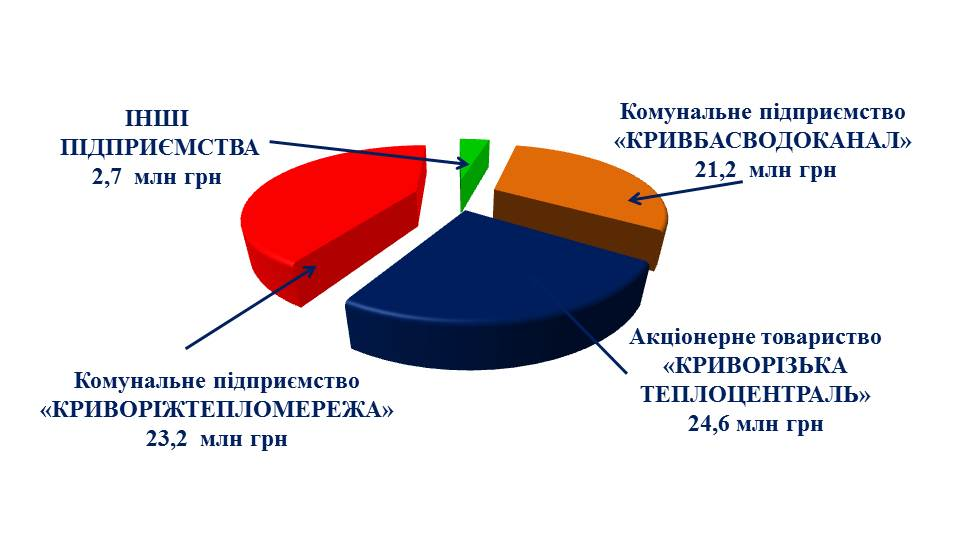 ІНШІ
ПІДПРИЄМСТВА
2,7 млн грн
Комунальне підприємство
«КРИВБАСВОДОКАНАЛ»
21,2 млн грн
Комунальне підприємство
«КРИВОРІЖТЕПЛОМЕРЕЖА»
23,2 млн грн
Акціонерне товариство
«КРИВОРІЗЬКА
ТЕПЛОЦЕНТРАЛЬ»
24,6 млн грн